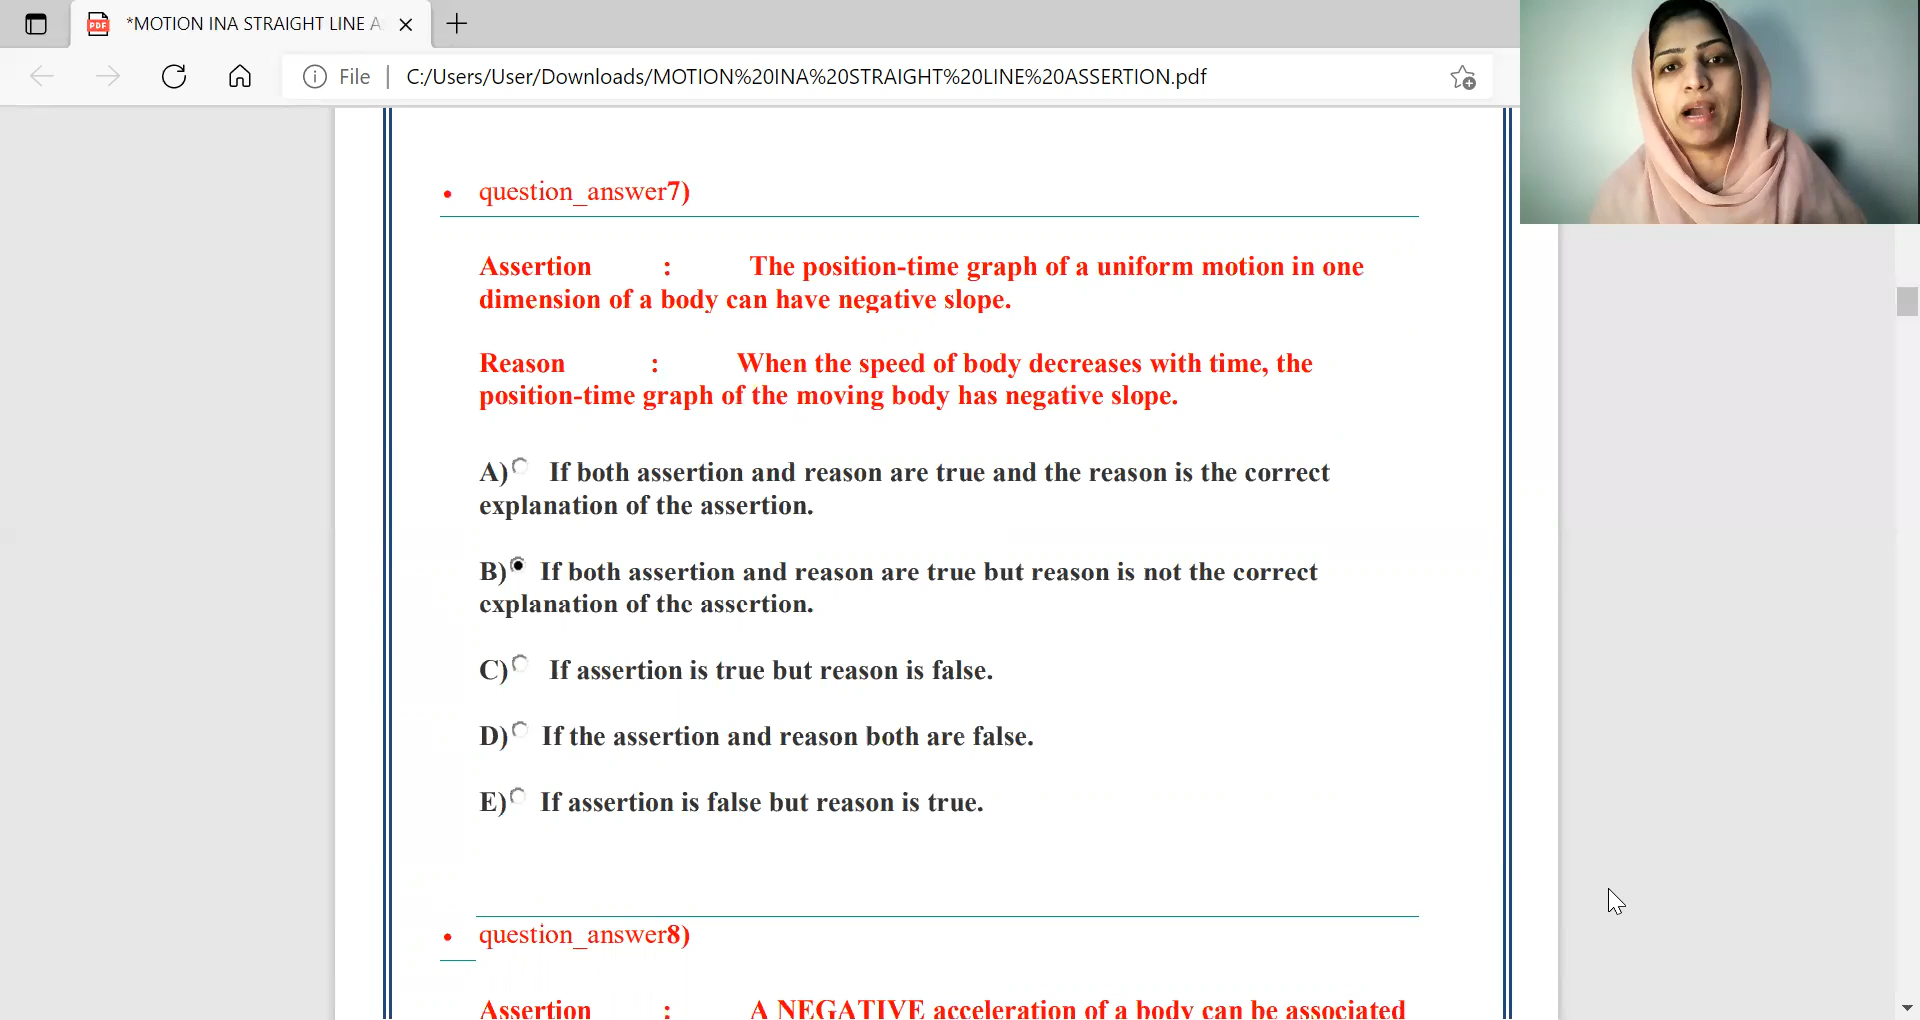 *MOTION INA STRAIGHT LINE A
File | C:/Users/User/Downloads/MOTION%20INA%20STRAIGHT%20LINE%20ASSERTION.pdf
• question_answer7)
Assertion : The position-time graph of a uniform motion in one
dimension of a body can have negative slope.
Reason : When the speed of body decreases with time, the
position-time graph of the moving body has negative slope.
A) If both assertion and reason are true and the reason is the correct
explanation of the assertion.
B) If both assertion and reason are true but reason is not the correct
explanation of the assertion.
C) If assertion is true but reason is false.
D) If the assertion and reason both are false.
E) If assertion is false but reason is true.
• question_answer8)
Assertion : A NEGATIVE acceleration of a body can be associated